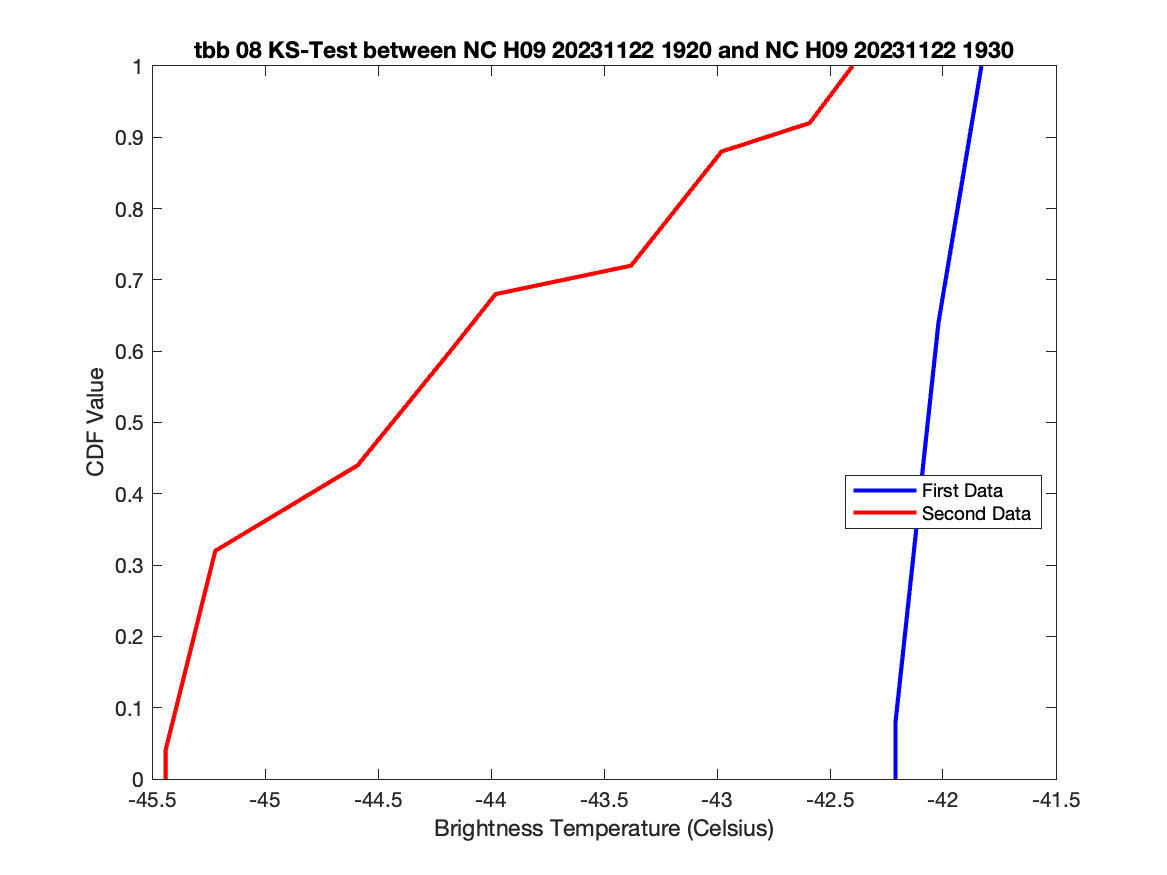 tbb 08 KS-Test between NC H09 20231122 1920 and NC H09 20231122 1930
1
0.9
0.8
0.7
0.6
0.5
0.4
0.3
0.2
0.1
0
CDF Value
First Data
Second Data
-45.5 -45 -44.5 -44 -43.5 -43 -42.5 -42 -41.5
Brightness Temperature (Celsius)